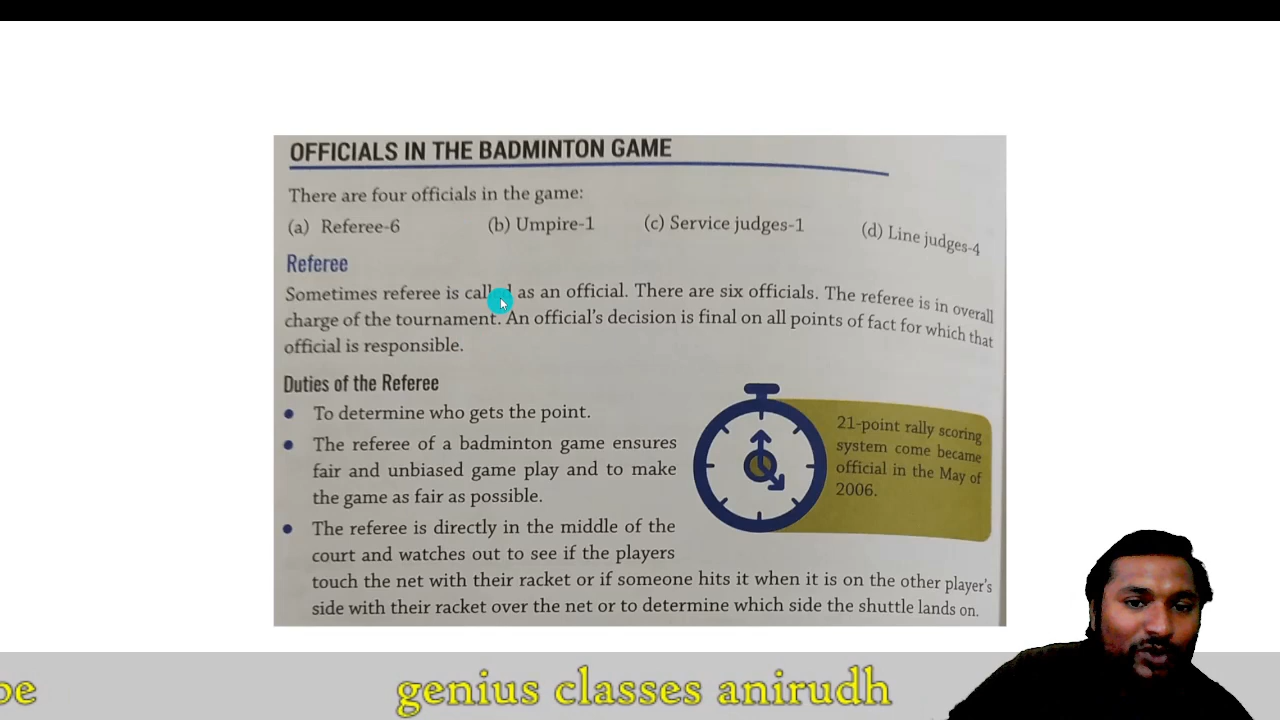 OFFICIALS IN THE BADMINTON GAME
There are four officials in the game:
(a) Referee-6 (b) Umpire-1 (c) Service judges-1 (d) Line judges-4
Referee
Sometimes referee is called as an official. There are six officials. The referee is in overall
charge of the tournament. An official's decision is final on all points of fact for which that
official is responsible.
Duties of the Referee
To determine who gets the point.
The referee of a badminton game ensures
fair and unbiased game play and to make
the game as fair as possible.
The referee is directly in the middle of the
court and watches out to see if the players
touch the net with their racket or if someone hits it when it is on the other player's
side with their racket over the net or to determine which side the shuttle lands on.
21-point rally scoring
system come became
official in the May of
2006.
genius classes anirudh